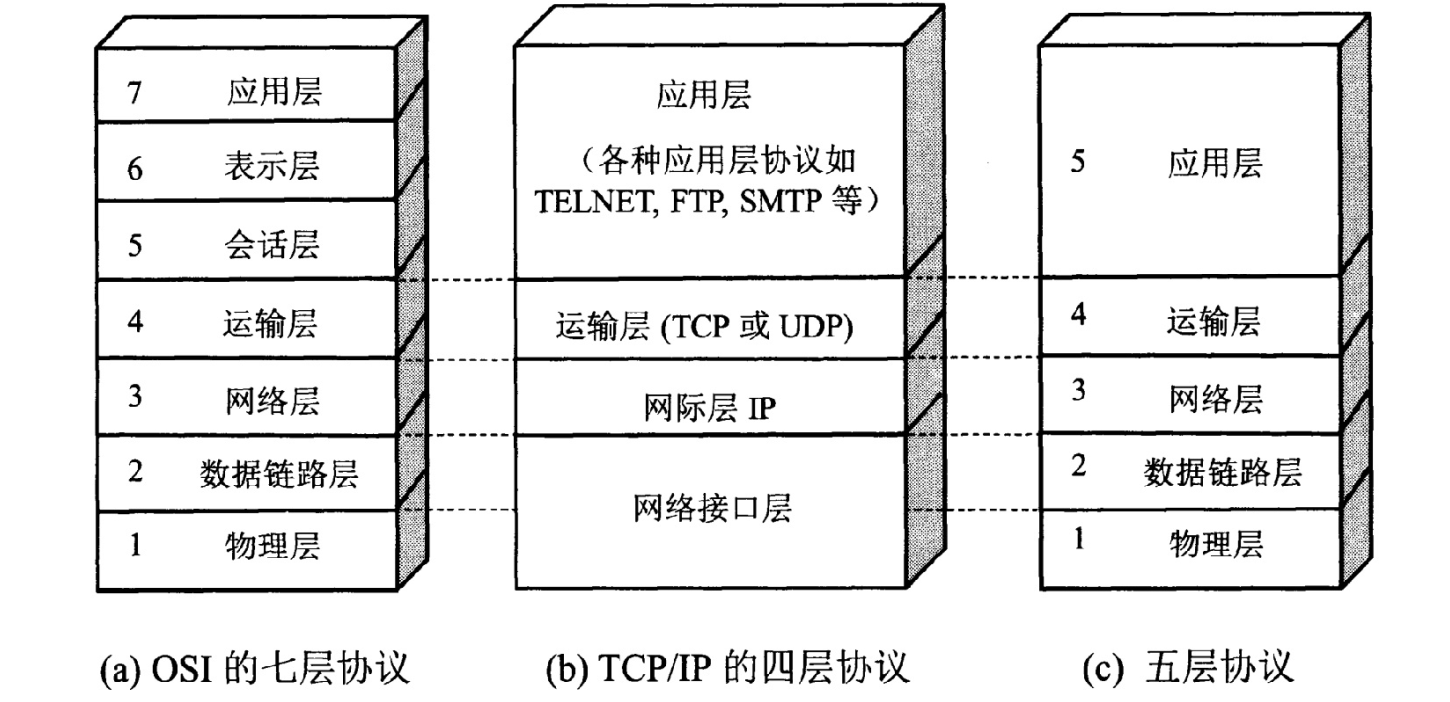 7 应用层
6 表示层
5 会话层
4 运输层
3 网络层
2 数据链路层
1 物理层
(a) OSI 的七层协议
应用层
（各种应用层协议如
TELNET, FTP, SMTP 等）
运输层 (TCP 或 UDP)
网际层 IP
网络接口层
(b) TCP/IP 的四层协议
5 应用层
4 运输层
3 网络层
2 数据链路层
1 物理层
(c) 五层协议